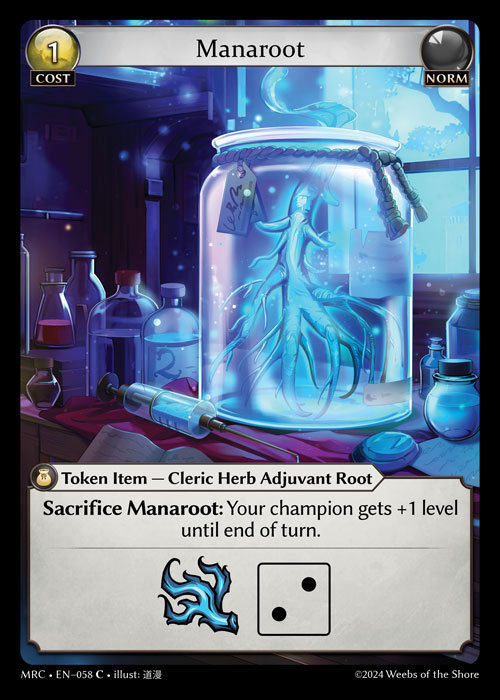 1
Manaroot
COST
NORM
Token Item — Cleric Herb Adjuvant Root
Sacrifice Manaroot: Your champion gets +1 level
until end of turn.
MRC • EN–058 C • illust: 道漫
©2024 Weebs of the Shore